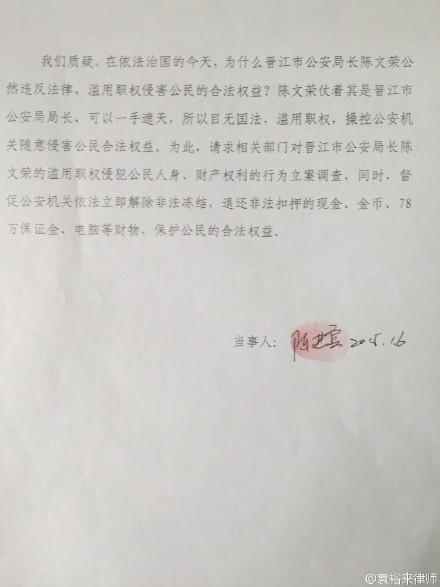 我们质疑，在依法治国的今天，为什么晋江市公安局长陈文荣公
然违反法律，滥用职权侵害公民的合法权益？陈文荣仗着其是晋江市
公安局局长，可以一手遮天，所以目无国法，滥用职权，操控公安机
关随意侵害公民合法权益。为此，请求相关部门对晋江市公安局长陈
文荣的滥用职权侵犯公民人身、财产权利的行为立案调查，同时，督
促公安机关依法立即解除非法冻结，退还非法扣押的现金、金币、78
万保证金、电脑等财物，保护公民的合法权益。
当事人：陈进 2015.16
@袁裕来律师